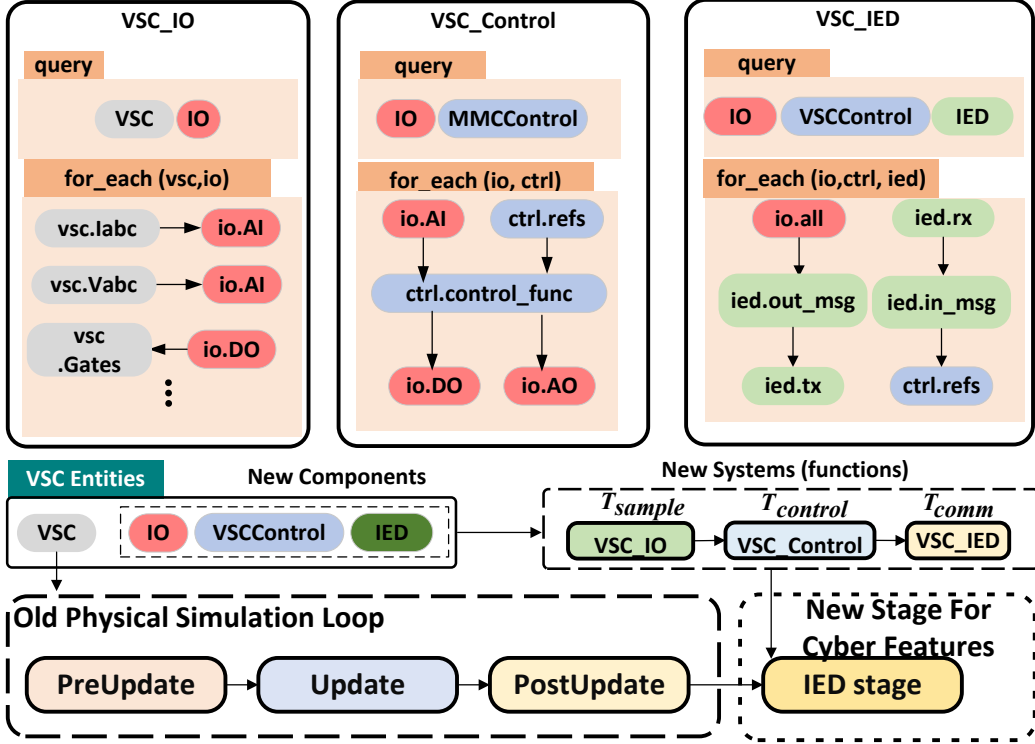 VSC_IO
query
VSC IO
for_each (vsc,io)
vsc.Iabc io.AI
vsc.Vabc io.AI
vsc
.Gates
io.DO
VSC_Control
query
IO MMCControl
for_each (io, ctrl)
io.AI ctrl.refs
ctrl.control_func
io.DO io.AO
VSC_IED
query
IO VSCControl IED
for_each (io,ctrl, ied)
io.all ied.rx
ied.out_msg ied.in_msg
ied.tx ctrl.refs
VSC Entities
New Components
VSC IO VSCControl IED
New Systems (functions)
Tsample Tcontrol Tcomm
VSC_IO VSC_Control VSC_IED
Old Physical Simulation Loop
PreUpdate Update PostUpdate
New Stage For
Cyber Features
IED stage